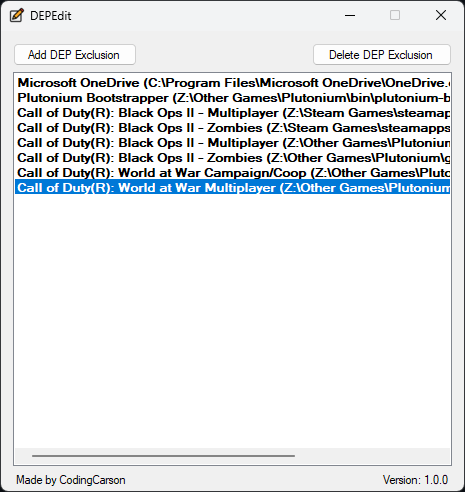 DEPEdit
Add DEP Exclusion
Delete DEP Exclusion
Microsoft OneDrive (C:\Program Files\Microsoft OneDrive\OneDrive.
Plutonium Bootstrapper (Z:\Other Games\Plutonium\bin\plutonium-b
Call of Duty(R): Black Ops II - Multiplayer (Z:\Steam Games\steamap
Call of Duty(R): Black Ops II - Zombies (Z:\Steam Games\steamapps
Call of Duty(R): Black Ops II - Multiplayer (Z:\Other Games\Plutonium
Call of Duty(R): Black Ops II - Zombies (Z:\Other Games\Plutonium\g
Call of Duty(R): World at War Campaign/Coop (Z:\Other Games\Pluto
Call of Duty(R): World at War Multiplayer (Z:\Other Games\Plutonium
Made by CodingCarson
Version: 1.0.0